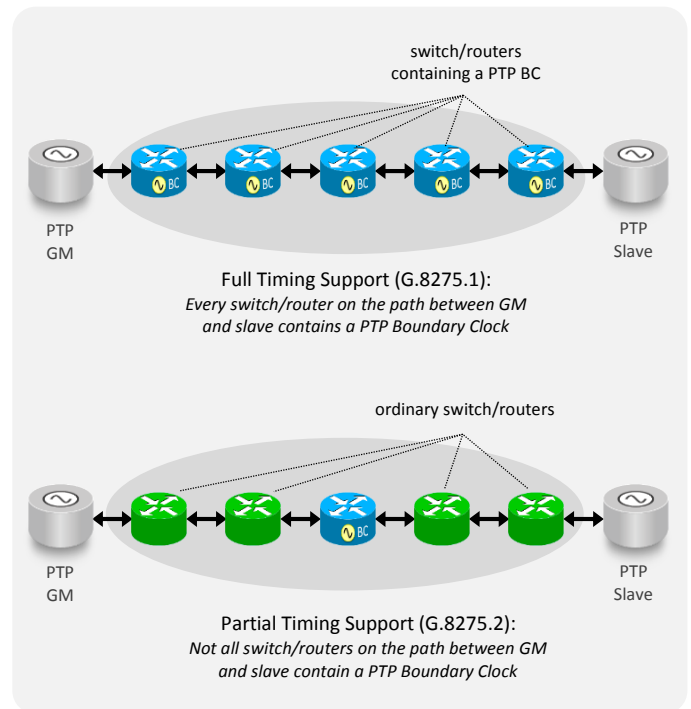 switch/routers
containing a PTP BC
BC
BC
BC
BC
BC
PTP
GM
PTP
Slave
Full Timing Support (G.8275.1):
Every switch/router on the path between GM
and slave contains a PTP Boundary Clock
ordinary switch/routers
BC
PTP
GM
PTP
Slave
Partial Timing Support (G.8275.2):
Not all switch/routers on the path between GM
and slave contain a PTP Boundary Clock